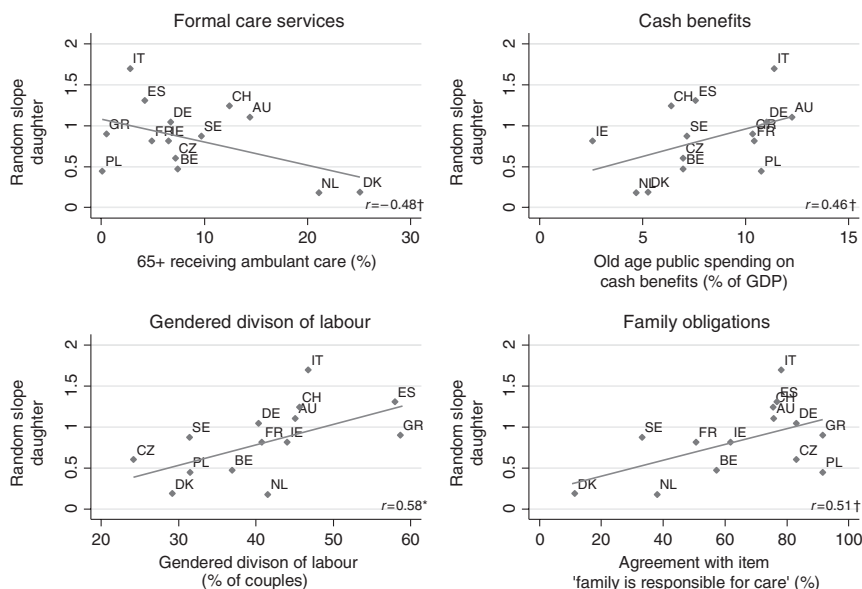 Formal care services
Random slope
daughter
2
1.5
1
0.5
0
IT
ES
CH
AU
DE
GR
FR
IE
SE
CZ
BE
PL
NL
DK
r=−0.48†
0
10
20
30
65+ receiving ambulant care (%)
Cash benefits
Random slope
daughter
2
1.5
1
0.5
0
IT
CH
ES
DE
AU
GR
FR
IE
SE
CZ
BE
PL
NL
DK
r=0.46†
0
5
10
15
Old age public spending on
cash benefits (% of GDP)
Gendered divison of labour
Random slope
daughter
2
1.5
1
0.5
0
IT
CH
ES
AU
DE
SE
GR
FR
IE
CZ
PL
BE
DK
NL
r=0.58*
20
30
40
50
60
Gendered divison of labour
(% of couples)
Family obligations
Random slope
daughter
2
1.5
1
0.5
0
IT
ES
CH
AU
DE
SE
FR
IE
GR
CZ
BE
PL
DK
NL
r=0.51†
0
20
40
60
80
100
Agreement with item
'family is responsible for care' (%)